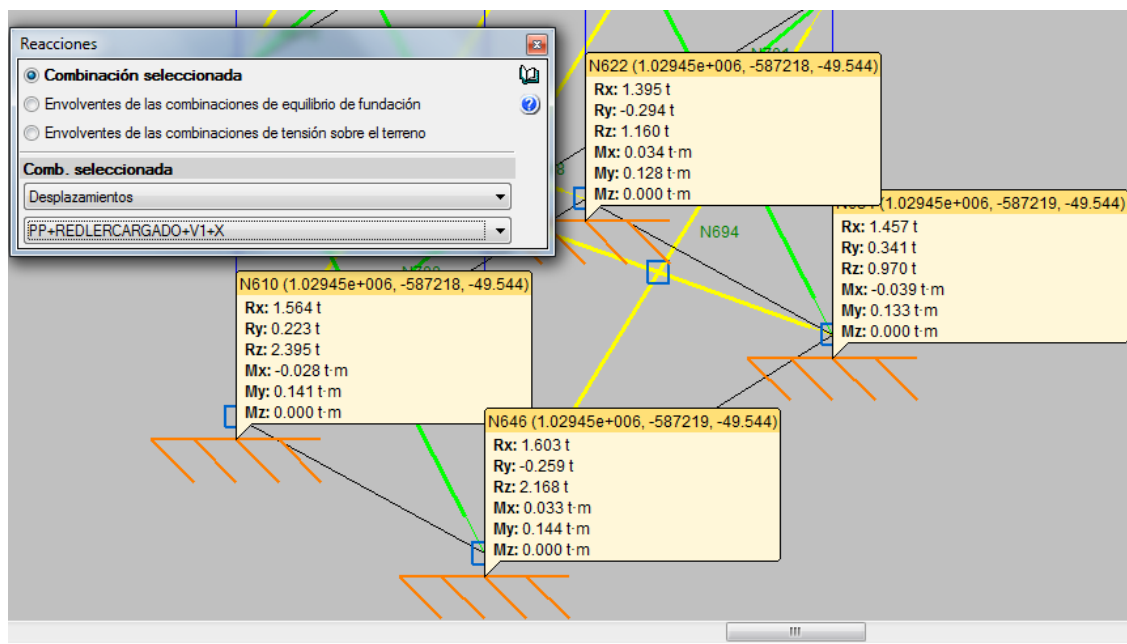 Reacciones
Combinación seleccionada
Envolventes de las combinaciones de equilibrio de fundación
Envolventes de las combinaciones de tensión sobre el terreno
Comb. seleccionada
Desplazamientos
PP+REDLERCARGADO+V1+X
N622 (1.02945e+006, -587218, -49.544)
Rx: 1.395 t
Ry: -0.294 t
Rz: 1.160 t
Mx: 0.034 t·m
My: 0.128 t·m
Mz: 0.000 t·m
(1.02945e+006, -587219, -49.544)
Rx: 1.457 t
Ry: 0.341 t
Rz: 0.970 t
Mx: -0.039 t·m
My: 0.133 t·m
Mz: 0.000 t·m
N694
N610 (1.02945e+006, -587218, -49.544)
Rx: 1.564 t
Ry: 0.223 t
Rz: 2.395 t
Mx: -0.028 t·m
My: 0.141 t·m
Mz: 0.000 t·m
N646 (1.02945e+006, -587219, -49.544)
Rx: 1.603 t
Ry: -0.259 t
Rz: 2.168 t
Mx: 0.033 t·m
My: 0.144 t·m
Mz: 0.000 t·m